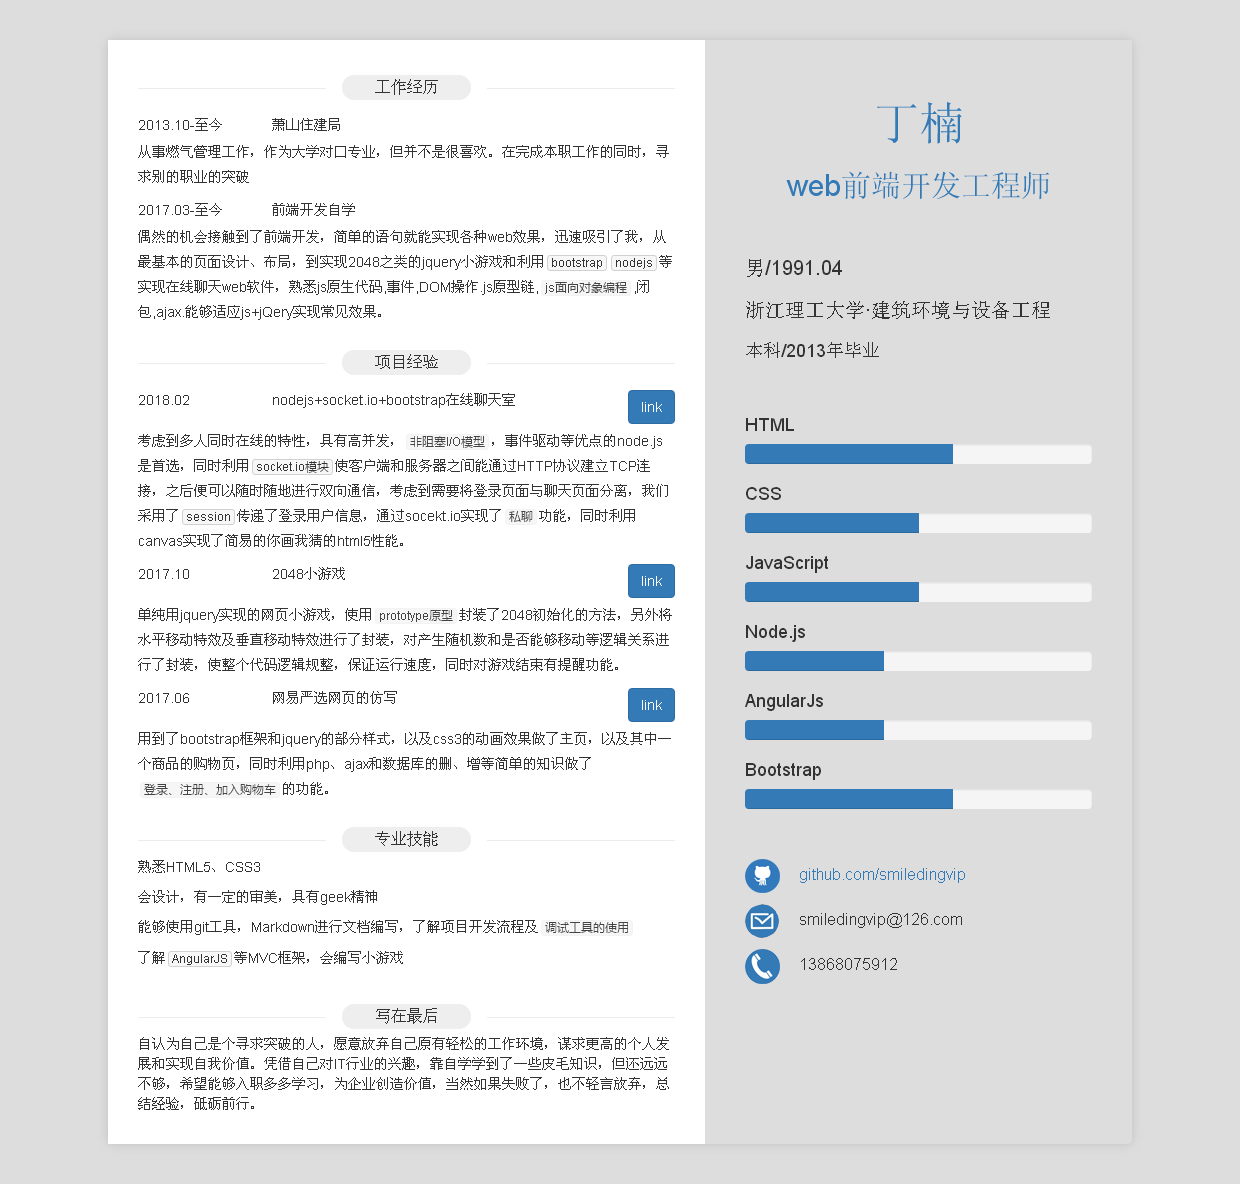 工作经历
2013.10-至今 萧山住建局
从事燃气管理工作，作为大学对口专业，但并不是很喜欢。在完成本职工作的同时，寻
求别的职业的突破
2017.03-至今 前端开发自学
偶然的机会接触到了前端开发，简单的语句就能实现各种web效果，迅速吸引了我，从
最基本的页面设计、布局，到实现2048之类的jquery小游戏和利用 bootstrap nodejs 等
实现在线聊天web软件，熟悉js原生代码,事件,DOM操作.js原型链, js面向对象编程 ,闭
包,ajax.能够适应js+jQery实现常见效果。
项目经验
2018.02 nodejs+socket.io+bootstrap在线聊天室 link
考虑到多人同时在线的特性，具有高并发， 非阻塞I/O模型 ，事件驱动等优点的node.js
是首选，同时利用 socket.io模块 使客户端和服务器之间能通过HTTP协议建立TCP连
接，之后便可以随时随地进行双向通信，考虑到需要将登录页面与聊天页面分离，我们
采用了 session 传递了登录用户信息，通过socekt.io实现了 私聊 功能，同时利用
canvas实现了简易的你画我猜的html5性能。
2017.10 2048小游戏 link
单纯用jquery实现的网页小游戏，使用 prototype原型 封装了2048初始化的方法，另外将
水平移动特效及垂直移动特效进行了封装，对产生随机数和是否能够移动等逻辑关系进
行了封装，使整个代码逻辑规整，保证运行速度，同时对游戏结束有提醒功能。
2017.06 网易严选网页的仿写 link
用到了bootstrap框架和jquery的部分样式，以及css3的动画效果做了主页，以及其中一
个商品的购物页，同时利用php、ajax和数据库的删、增等简单的知识做了
登录、注册、加入购物车 的功能。
专业技能
熟悉HTML5、CSS3
会设计，有一定的审美，具有geek精神
能够使用git工具，Markdown进行文档编写，了解项目开发流程及 调试工具的使用
了解 AngularJS 等MVC框架，会编写小游戏
写在最后
自认为自己是个寻求突破的人，愿意放弃自己原有轻松的工作环境，谋求更高的个人发
展和实现自我价值。凭借自己对IT行业的兴趣，靠自学学到了一些皮毛知识，但还远远
不够，希望能够入职多多学习，为企业创造价值，当然如果失败了，也不轻言放弃，总
结经验，砥砺前行。
丁楠
web前端开发工程师
男/1991.04
浙江理工大学·建筑环境与设备工程
本科/2013年毕业
HTML
CSS
JavaScript
Node.js
AngularJs
Bootstrap
github.com/smiledingvip
smiledingvip@126.com
13868075912